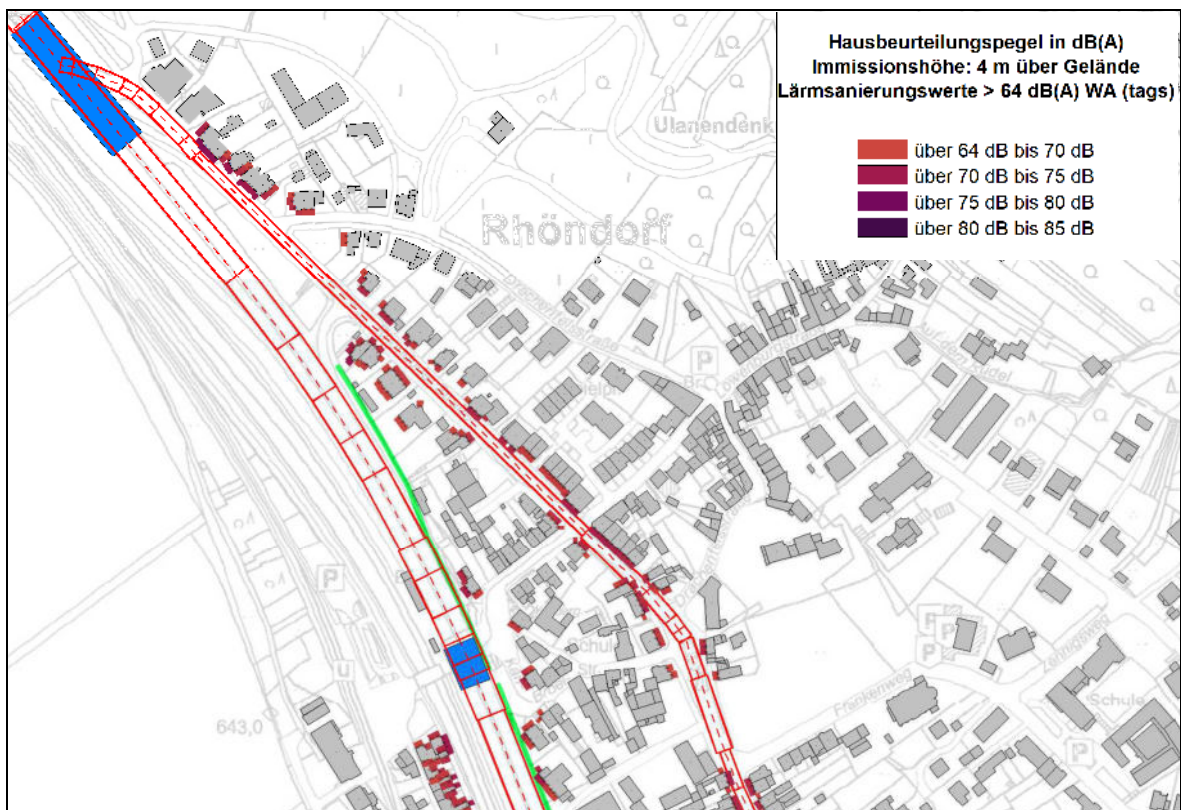 Hausbeurteilungspegel in dB(A)
Immissionshöhe: 4 m über Gelände
Lärmsanierungswerte > 64 dB(A) WA (tags)
über 64 dB bis 70 dB
über 70 dB bis 75 dB
über 75 dB bis 80 dB
über 80 dB bis 85 dB
Ulanendenk
Rhöndorf
P
P
Schule
Str
U
643,0
Frankenweg
P
P
P
Schule
P